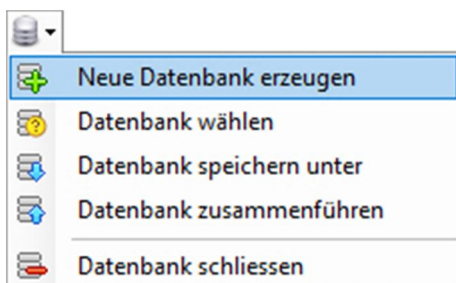 Neue Datenbank erzeugen
Datenbank wählen
Datenbank speichern unter
Datenbank zusammenführen
Datenbank schliessen